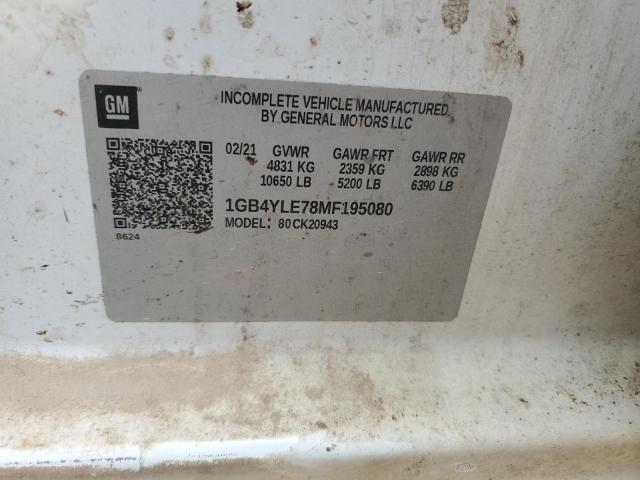 GM
INCOMPLETE VEHICLE MANUFACTURED
BY GENERAL MOTORS LLC
02/21 GVWR GAWR FRT GAWR RR
4831 KG 2359 KG 2898 KG
10650 LB 5200 LB 6390 LB
1GB4YLE78MF195080
MODEL: 80 CK20943
8624